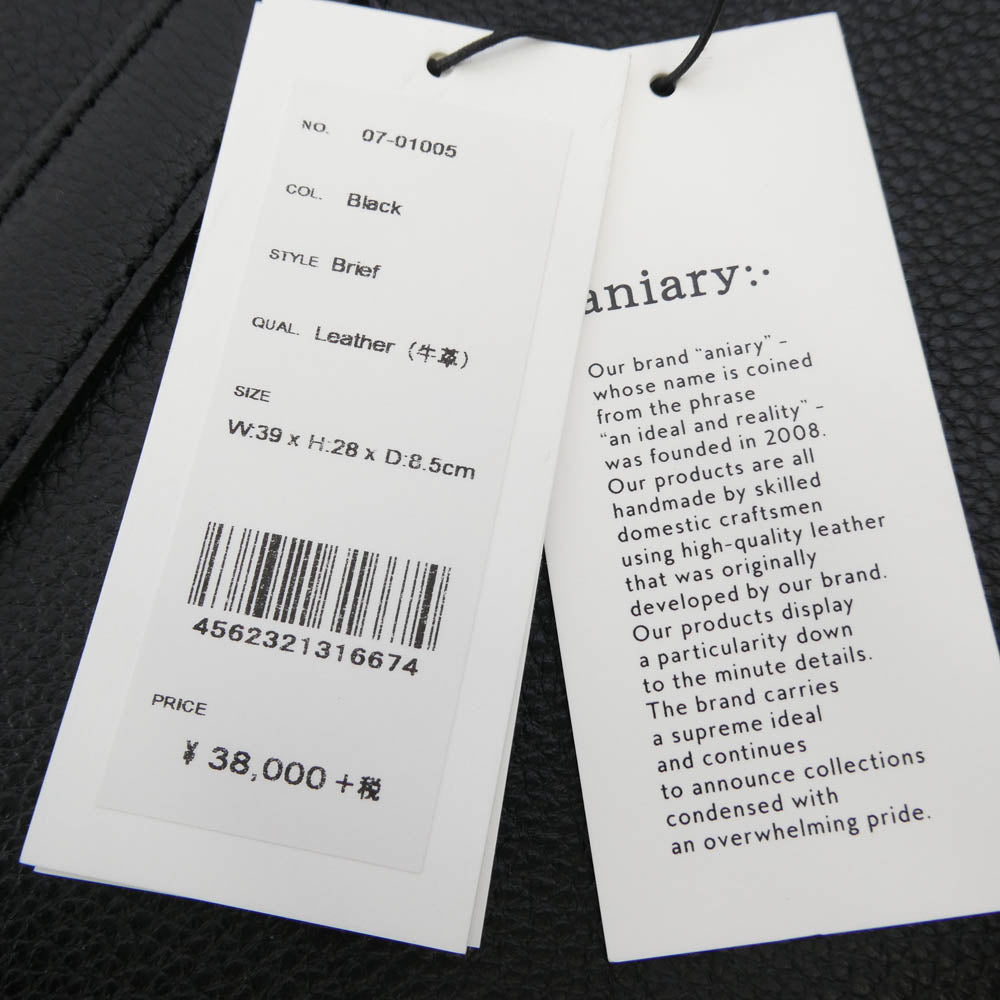 NO. 07-01005
COL. Black
STYLE Brief
QUAL. Leather (牛革)
SIZE
W:39 x H:28 x D:8.5cm
4562321316674
PRICE
¥ 38,000 +税
aniary:·
Our brand "aniary" –
whose name is coined
from the phrase
"an ideal and reality" –
was founded in 2008.
Our products are all
handmade by skilled
domestic craftsmen
using high-quality leather
that was originally
developed by our brand.
Our products display
a particularity down
to the minute details.
The brand carries
a supreme ideal
and continues
to announce collections
condensed with
an overwhelming pride.